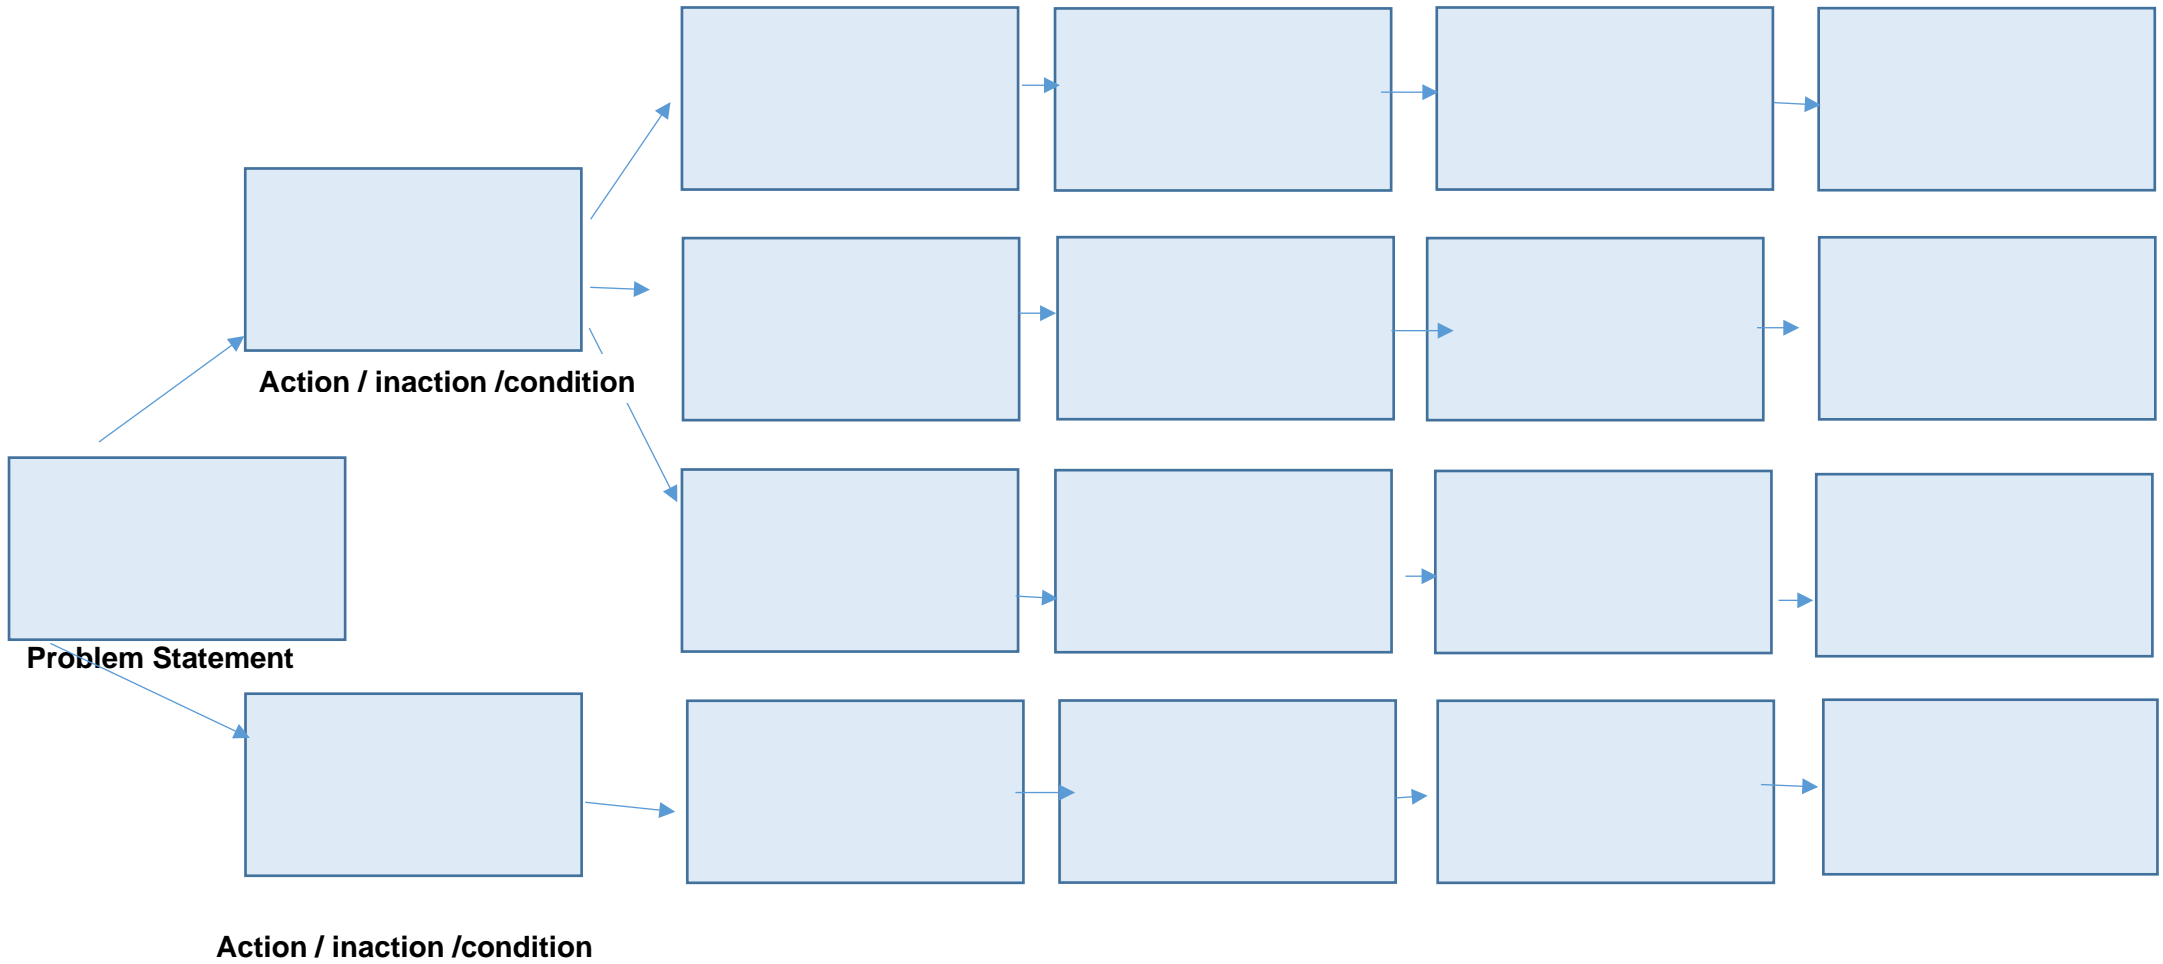 Action / inaction /condition
Problem Statement
Action / inaction /condition